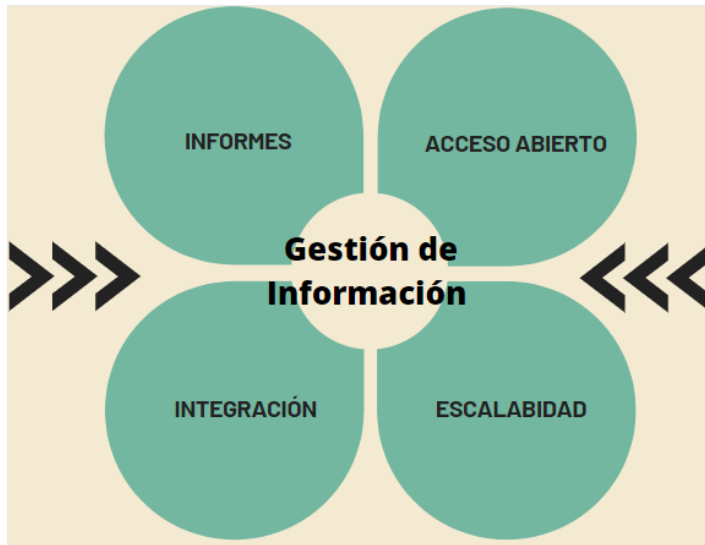 INFORMES
ACCESO ABIERTO
Gestión de
Información
INTEGRACIÓN
ESCALABIDAD